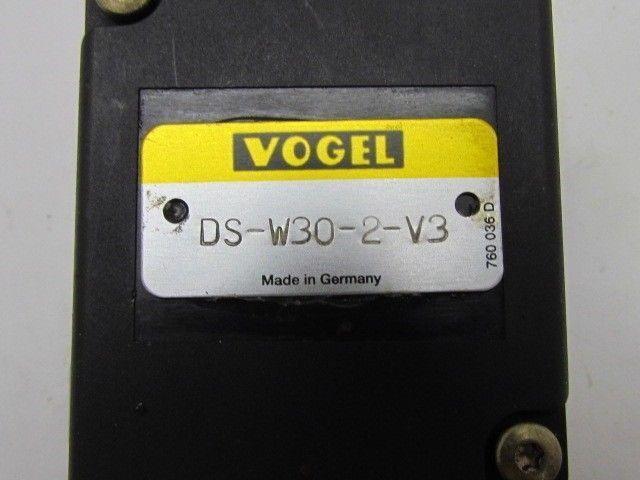 VOGEL
DS-W30-2-V3
Made in Germany
760 036 D